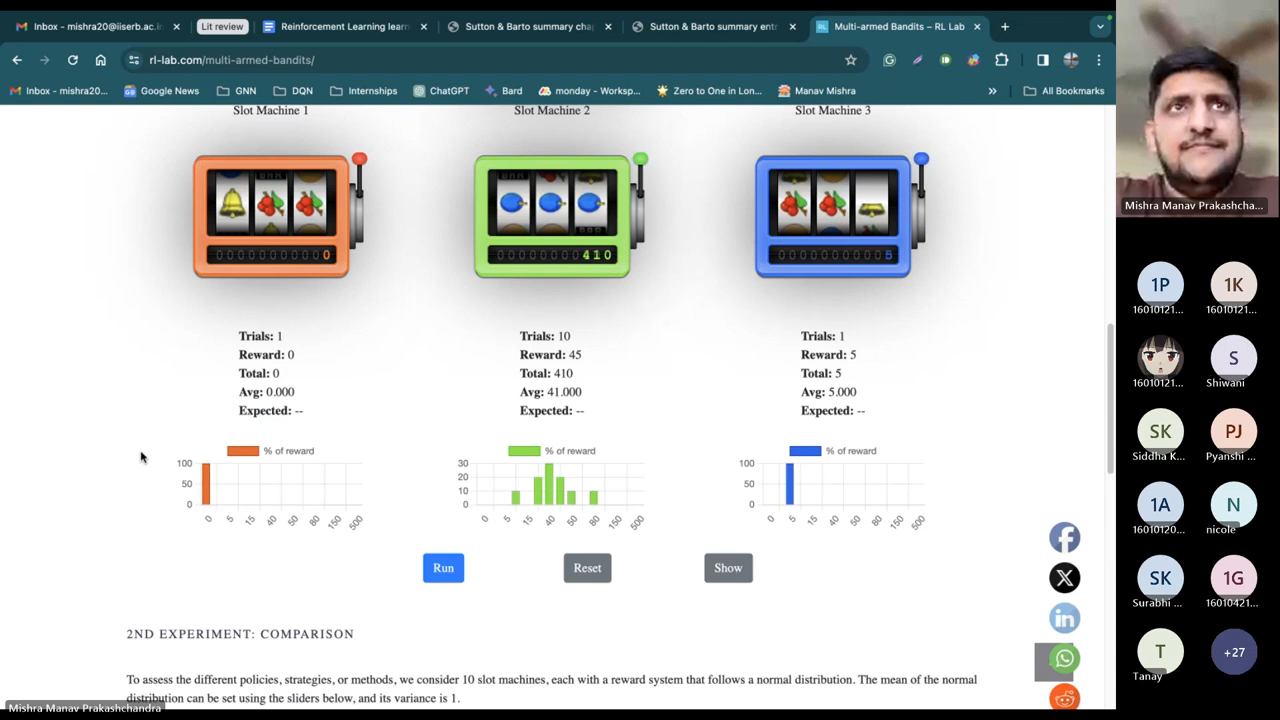 Inbox - mishra20@iiserb.ac.in
Lit review
Reinforcement Learning learn
Sutton & Barto summary cha
Sutton & Barto summary entr
Multi-armed Bandits – RL Lab
rl-lab.com/multi-armed-bandits/
Inbox - mishra20...
Google News
GNN
DQN
Internships
ChatGPT
Bard
monday - Worksp...
Zero to One in Lon...
Manav Mishra
All Bookmarks
Slot Machine 1
Slot Machine 2
Slot Machine 3
0
410
5
Trials: 1
Reward: 0
Total: 0
Avg: 0.000
Expected: --
Trials: 10
Reward: 45
Total: 410
Avg: 41.000
Expected: --
Trials: 1
Reward: 5
Total: 5
Avg: 5.000
Expected: --
% of reward
100
50
0
0 5 15 40 50 80 150 500
% of reward
30
20
10
0
0 5 15 40 50 80 150 500
% of reward
100
50
0
0 5 15 40 50 80 150 500
Run
Reset
Show
2ND EXPERIMENT: COMPARISON
To assess the different policies, strategies, or methods, we consider 10 slot machines, each with a reward system that follows a normal distribution. The mean of the normal
distribution can be set using the sliders below, and its variance is 1.
Mishra Manav Prakashchandra
Mishra Manav Prakashcha...
1P
16010121...
1K
16010121...
16010121...
S
Shiwani
SK
Siddha K...
PJ
Pyanshi ...
1A
16010120...
N
nicole
SK
Surabhi ...
1G
16010421...
T
Tanay
+27